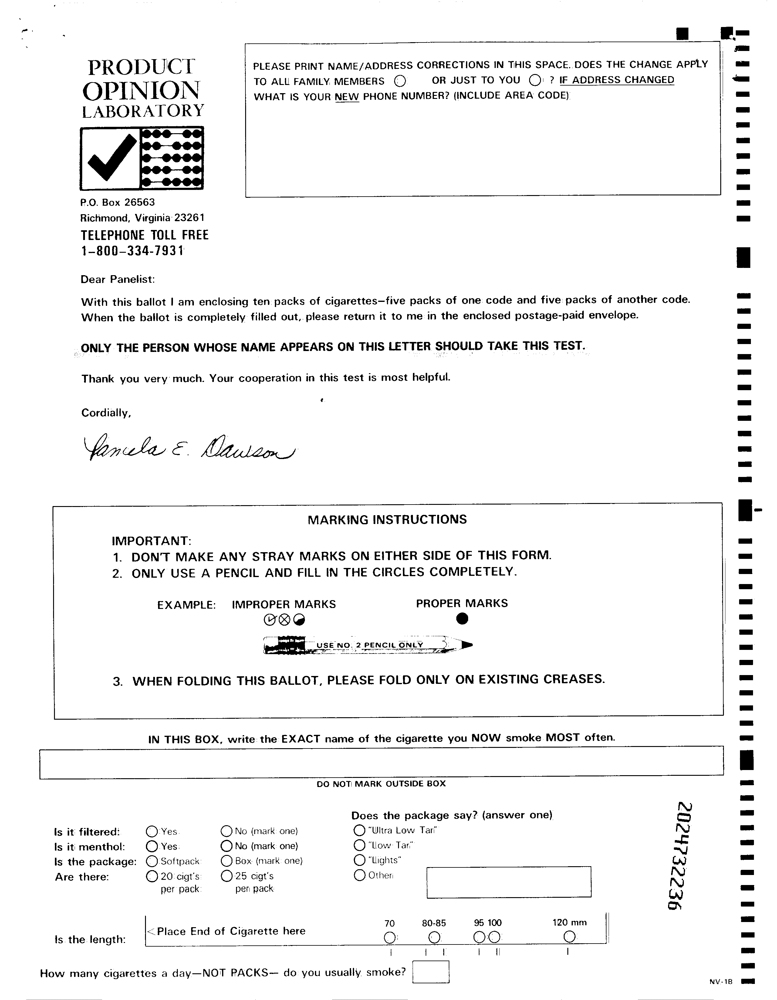 PRODUCT
OPINION
LABORATORY
P.O. Box 26563
Richmond, Virginia 23261
TELEPHONE TOLL FREE
1-800-334-7931
PLEASE PRINT NAME/ADDRESS CORRECTIONS IN THIS SPACE. DOES THE CHANGE APPLY
TO ALL FAMILY MEMBERS ◯ OR JUST TO YOU ◯ ? IF ADDRESS CHANGED
WHAT IS YOUR NEW PHONE NUMBER? (INCLUDE AREA CODE)
Dear Panelist:
With this ballot I am enclosing ten packs of cigarettes—five packs of one code and five packs of another code.
When the ballot is completely filled out, please return it to me in the enclosed postage-paid envelope.
ONLY THE PERSON WHOSE NAME APPEARS ON THIS LETTER SHOULD TAKE THIS TEST.
Thank you very much. Your cooperation in this test is most helpful.
Cordially,
Pamela E. Dawson
MARKING INSTRUCTIONS
IMPORTANT:
1. DON'T MAKE ANY STRAY MARKS ON EITHER SIDE OF THIS FORM.
2. ONLY USE A PENCIL AND FILL IN THE CIRCLES COMPLETELY.
EXAMPLE: IMPROPER MARKS PROPER MARKS
USE NO. 2 PENCIL ONLY
3. WHEN FOLDING THIS BALLOT, PLEASE FOLD ONLY ON EXISTING CREASES.
IN THIS BOX, write the EXACT name of the cigarette you NOW smoke MOST often.
DO NOT MARK OUTSIDE BOX
Does the package say? (answer one)
Is it filtered: ◯ Yes ◯ No (mark one) ◯ "Ultra Low Tar"
Is it menthol: ◯ Yes ◯ No (mark one) ◯ "Low Tar"
Is the package: ◯ Softpack ◯ Box (mark one) ◯ "Lights"
Are there: ◯ 20 cigt's ◯ 25 cigt's ◯ Other
per pack per pack
70 80-85 95 100 120 mm
Is the length: <Place End of Cigarette here ◯ ◯ ◯◯ ◯
How many cigarettes a day—NOT PACKS— do you usually smoke?
NV-1B
2024732236